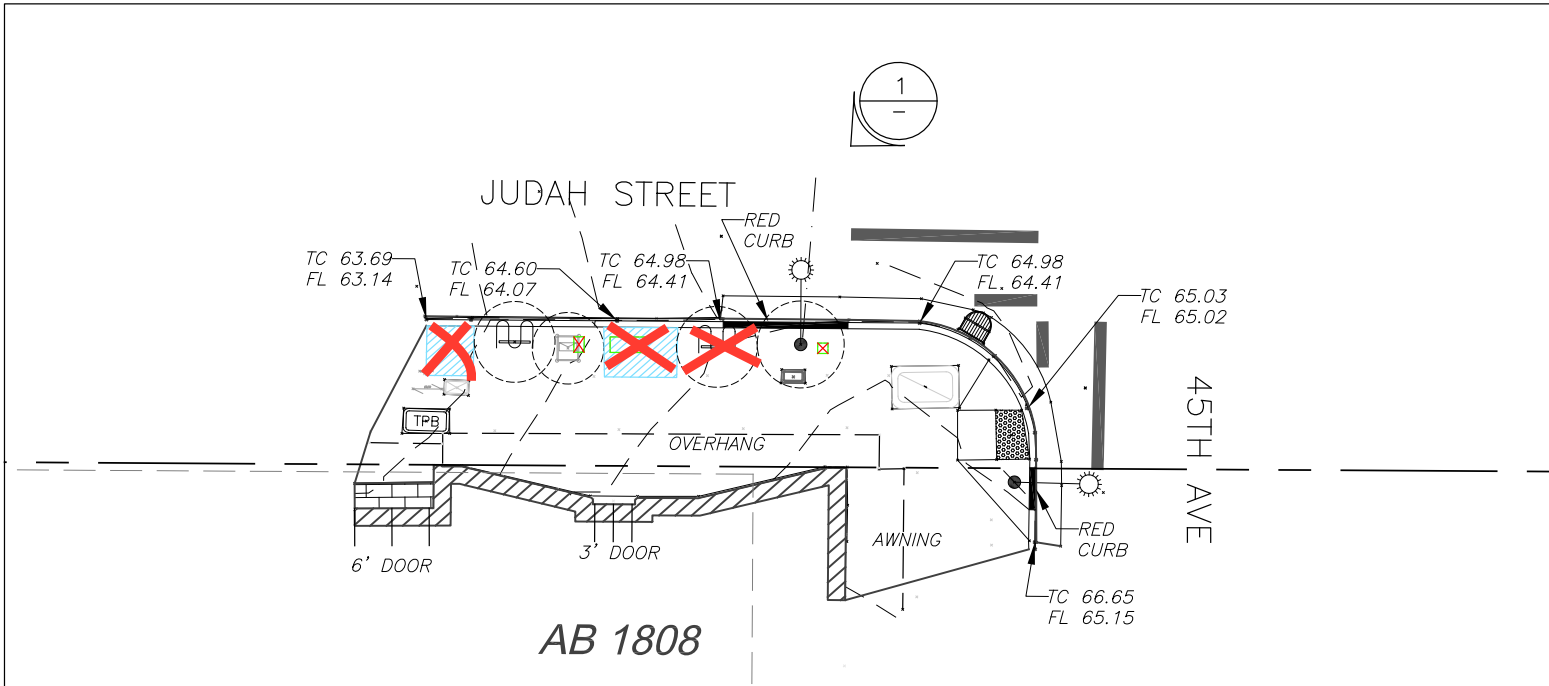 1
–
JUDAH STREET
RED
CURB
TC 63.69
FL 63.14
TC 64.60
FL 64.07
TC 64.98
FL 64.41
TC 64.98
FL 64.41
TC 65.03
FL 65.02
TPB
OVERHANG
45TH AVE
AWNING
RED
CURB
6' DOOR
3' DOOR
TC 66.65
FL 65.15
AB 1808